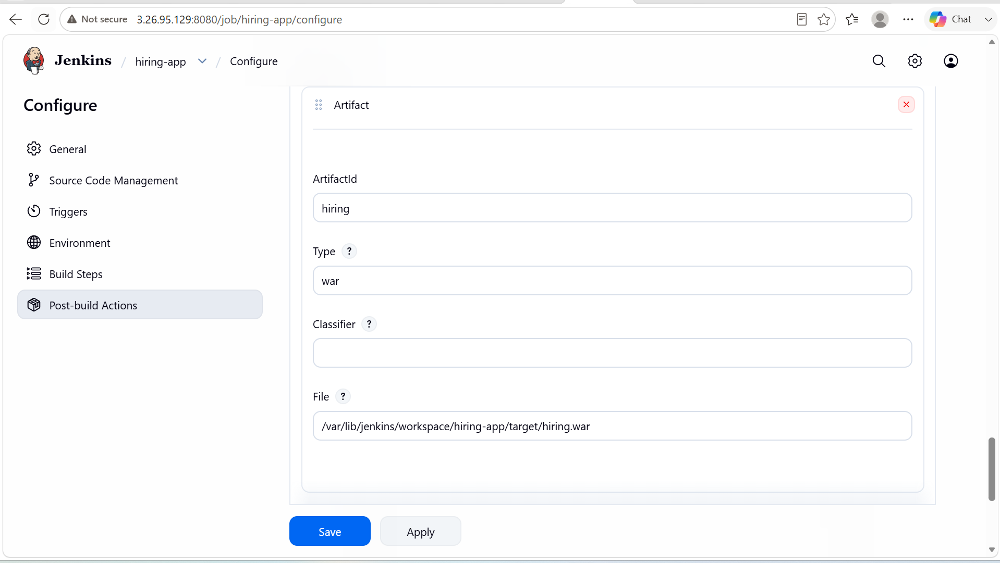 Not secure 3.26.95.129:8080/job/hiring-app/configure Chat
Jenkins / hiring-app / Configure
Configure
General
Source Code Management
Triggers
Environment
Build Steps
Post-build Actions
Artifact
ArtifactId
hiring
Type ?
war
Classifier ?
File ?
/var/lib/jenkins/workspace/hiring-app/target/hiring.war
Save Apply